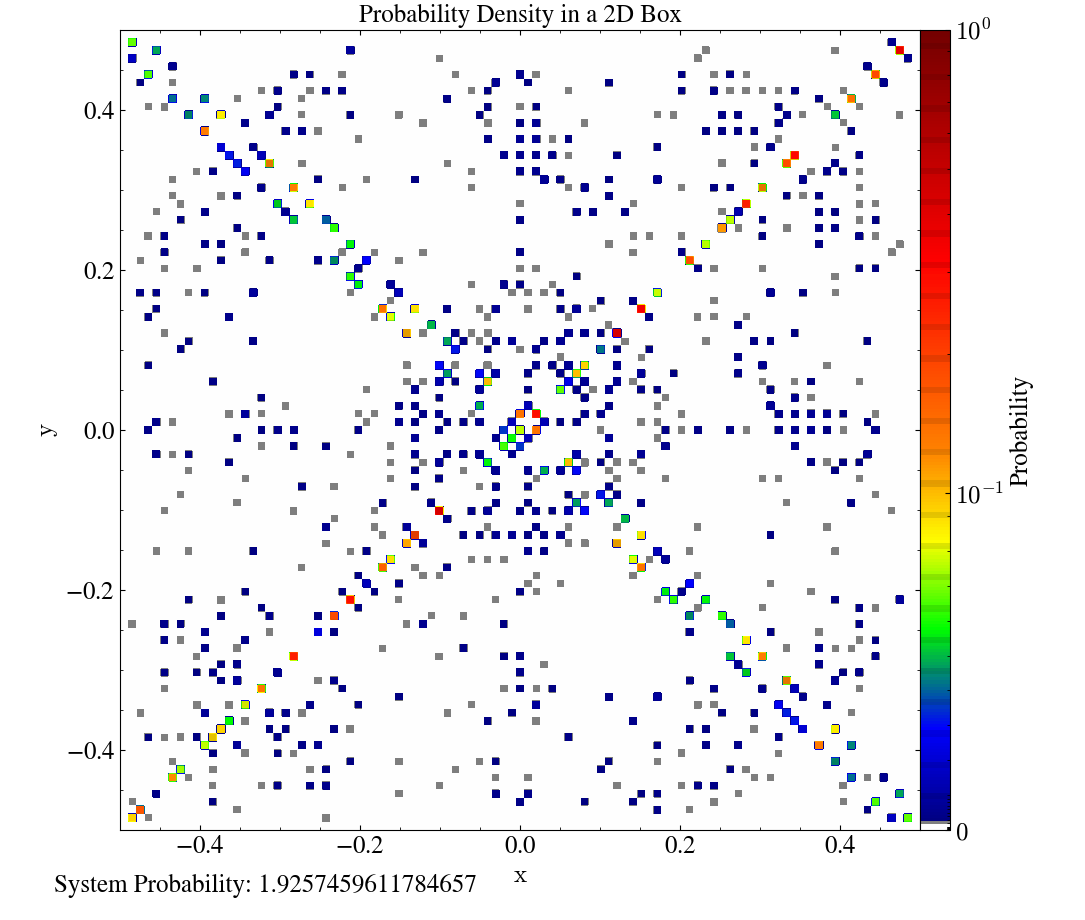 Probability Density in a 2D Box
10^0
0.4
0.2
0.0
−0.2
−0.4
y
10^−1
0
Probability
−0.4 −0.2 0.0 0.2 0.4
x
System Probability: 1.9257459611784657